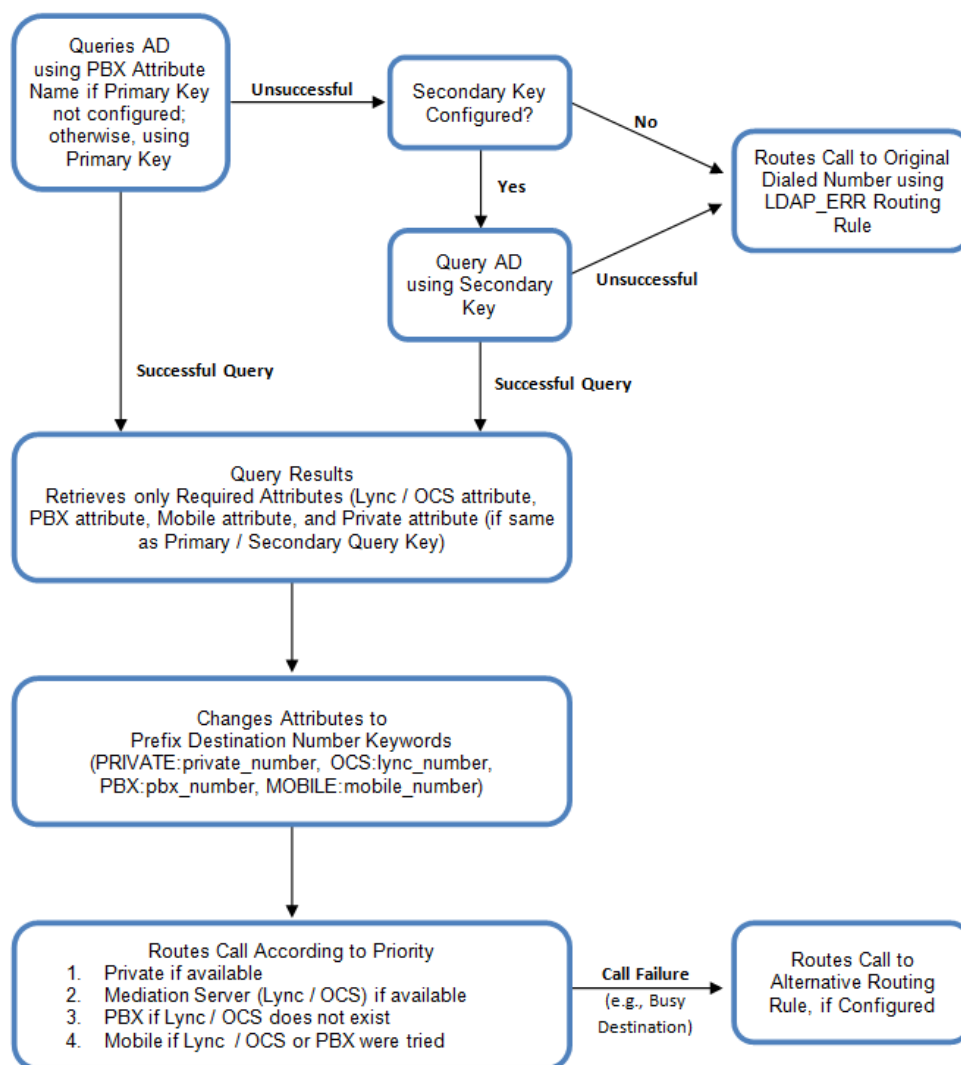 Queries AD
using PBX Attribute
Name if Primary Key
not configured;
otherwise, using
Primary Key
Unsuccessful
Secondary Key
Configured?
No
Routes Call to Original
Dialed Number using
LDAP_ERR Routing
Rule
Yes
Query AD
using Secondary
Key
Unsuccessful
Successful Query
Successful Query
Query Results
Retrieves only Required Attributes (Lync / OCS attribute,
PBX attribute, Mobile attribute, and Private attribute (if same
as Primary / Secondary Query Key)
Changes Attributes to
Prefix Destination Number Keywords
(PRIVATE:private_number, OCS:lync_number,
PBX:pbx_number, MOBILE:mobile_number)
Routes Call According to Priority
1. Private if available
2. Mediation Server (Lync / OCS) if available
3. PBX if Lync / OCS does not exist
4. Mobile if Lync / OCS or PBX were tried
Call Failure
(e.g., Busy
Destination)
Routes Call to
Alternative Routing
Rule, if Configured